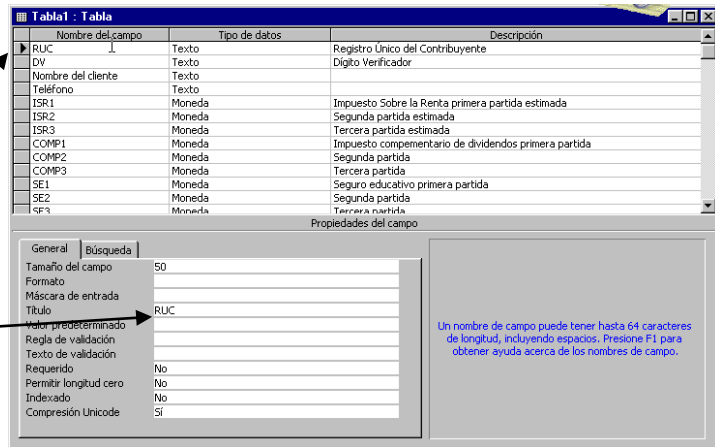 Tabla1 : Tabla
Nombre del campo Tipo de datos Descripción
RUC Texto Registro Único del Contribuyente
DV Texto Dígito Verificador
Nombre del cliente Texto
Teléfono Texto
ISR1 Moneda Impuesto Sobre la Renta primera partida estimada
ISR2 Moneda Segunda partida estimada
ISR3 Moneda Tercera partida estimada
COMP1 Moneda Impuesto compementario de dividendos primera partida
COMP2 Moneda Segunda partida
COMP3 Moneda Tercera partida
SE1 Moneda Seguro educativo primera partida
SE2 Moneda Segunda partida
SE3 Moneda Tercera partida
Propiedades del campo
General Búsqueda
Tamaño del campo 50
Formato
Máscara de entrada
Título RUC
Valor predeterminado
Regla de validación
Texto de validación
Requerido No
Permitir longitud cero No
Indexado No
Compresión Unicode Sí
Un nombre de campo puede tener hasta 64 caracteres
de longitud, incluyendo espacios. Presione F1 para
obtener ayuda acerca de los nombres de campo.